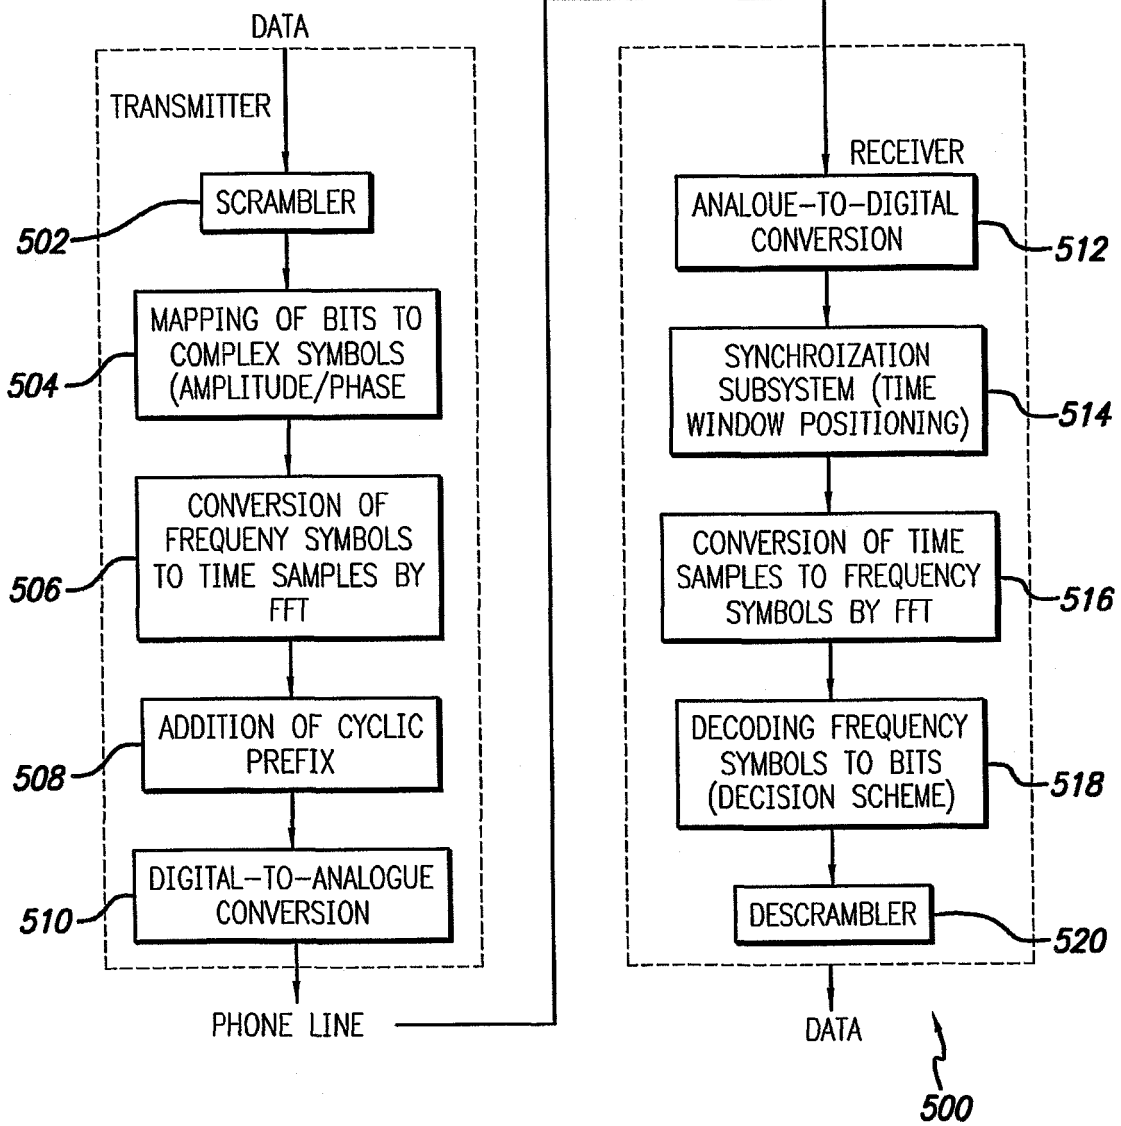 DATA
TRANSMITTER
SCRAMBLER
502
MAPPING OF BITS TO
COMPLEX SYMBOLS
(AMPLITUDE/PHASE
504
CONVERSION OF
FREQUENY SYMBOLS
TO TIME SAMPLES BY
FFT
506
ADDITION OF CYCLIC
PREFIX
508
DIGITAL-TO-ANALOGUE
CONVERSION
510
PHONE LINE
RECEIVER
ANALOUE-TO-DIGITAL
CONVERSION
512
SYNCHROIZATION
SUBSYSTEM (TIME
WINDOW POSITIONING)
514
CONVERSION OF TIME
SAMPLES TO FREQUENCY
SYMBOLS BY FFT
516
DECODING FREQUENCY
SYMBOLS TO BITS
(DECISION SCHEME)
518
DESCRAMBLER
520
DATA
500